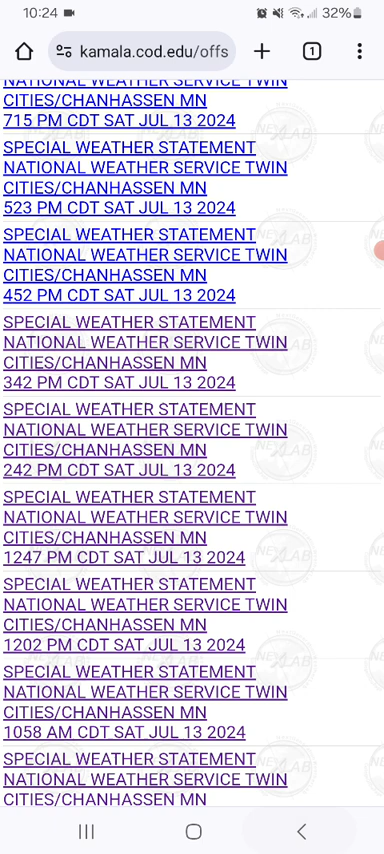 10:24
32%
kamala.cod.edu/offs
1
NATIONAL WEATHER SERVICE TWIN
CITIES/CHANHASSEN MN
715 PM CDT SAT JUL 13 2024
SPECIAL WEATHER STATEMENT
NATIONAL WEATHER SERVICE TWIN
CITIES/CHANHASSEN MN
523 PM CDT SAT JUL 13 2024
SPECIAL WEATHER STATEMENT
NATIONAL WEATHER SERVICE TWIN
CITIES/CHANHASSEN MN
452 PM CDT SAT JUL 13 2024
SPECIAL WEATHER STATEMENT
NATIONAL WEATHER SERVICE TWIN
CITIES/CHANHASSEN MN
342 PM CDT SAT JUL 13 2024
SPECIAL WEATHER STATEMENT
NATIONAL WEATHER SERVICE TWIN
CITIES/CHANHASSEN MN
242 PM CDT SAT JUL 13 2024
SPECIAL WEATHER STATEMENT
NATIONAL WEATHER SERVICE TWIN
CITIES/CHANHASSEN MN
1247 PM CDT SAT JUL 13 2024
SPECIAL WEATHER STATEMENT
NATIONAL WEATHER SERVICE TWIN
CITIES/CHANHASSEN MN
1202 PM CDT SAT JUL 13 2024
SPECIAL WEATHER STATEMENT
NATIONAL WEATHER SERVICE TWIN
CITIES/CHANHASSEN MN
1058 AM CDT SAT JUL 13 2024
SPECIAL WEATHER STATEMENT
NATIONAL WEATHER SERVICE TWIN
CITIES/CHANHASSEN MN